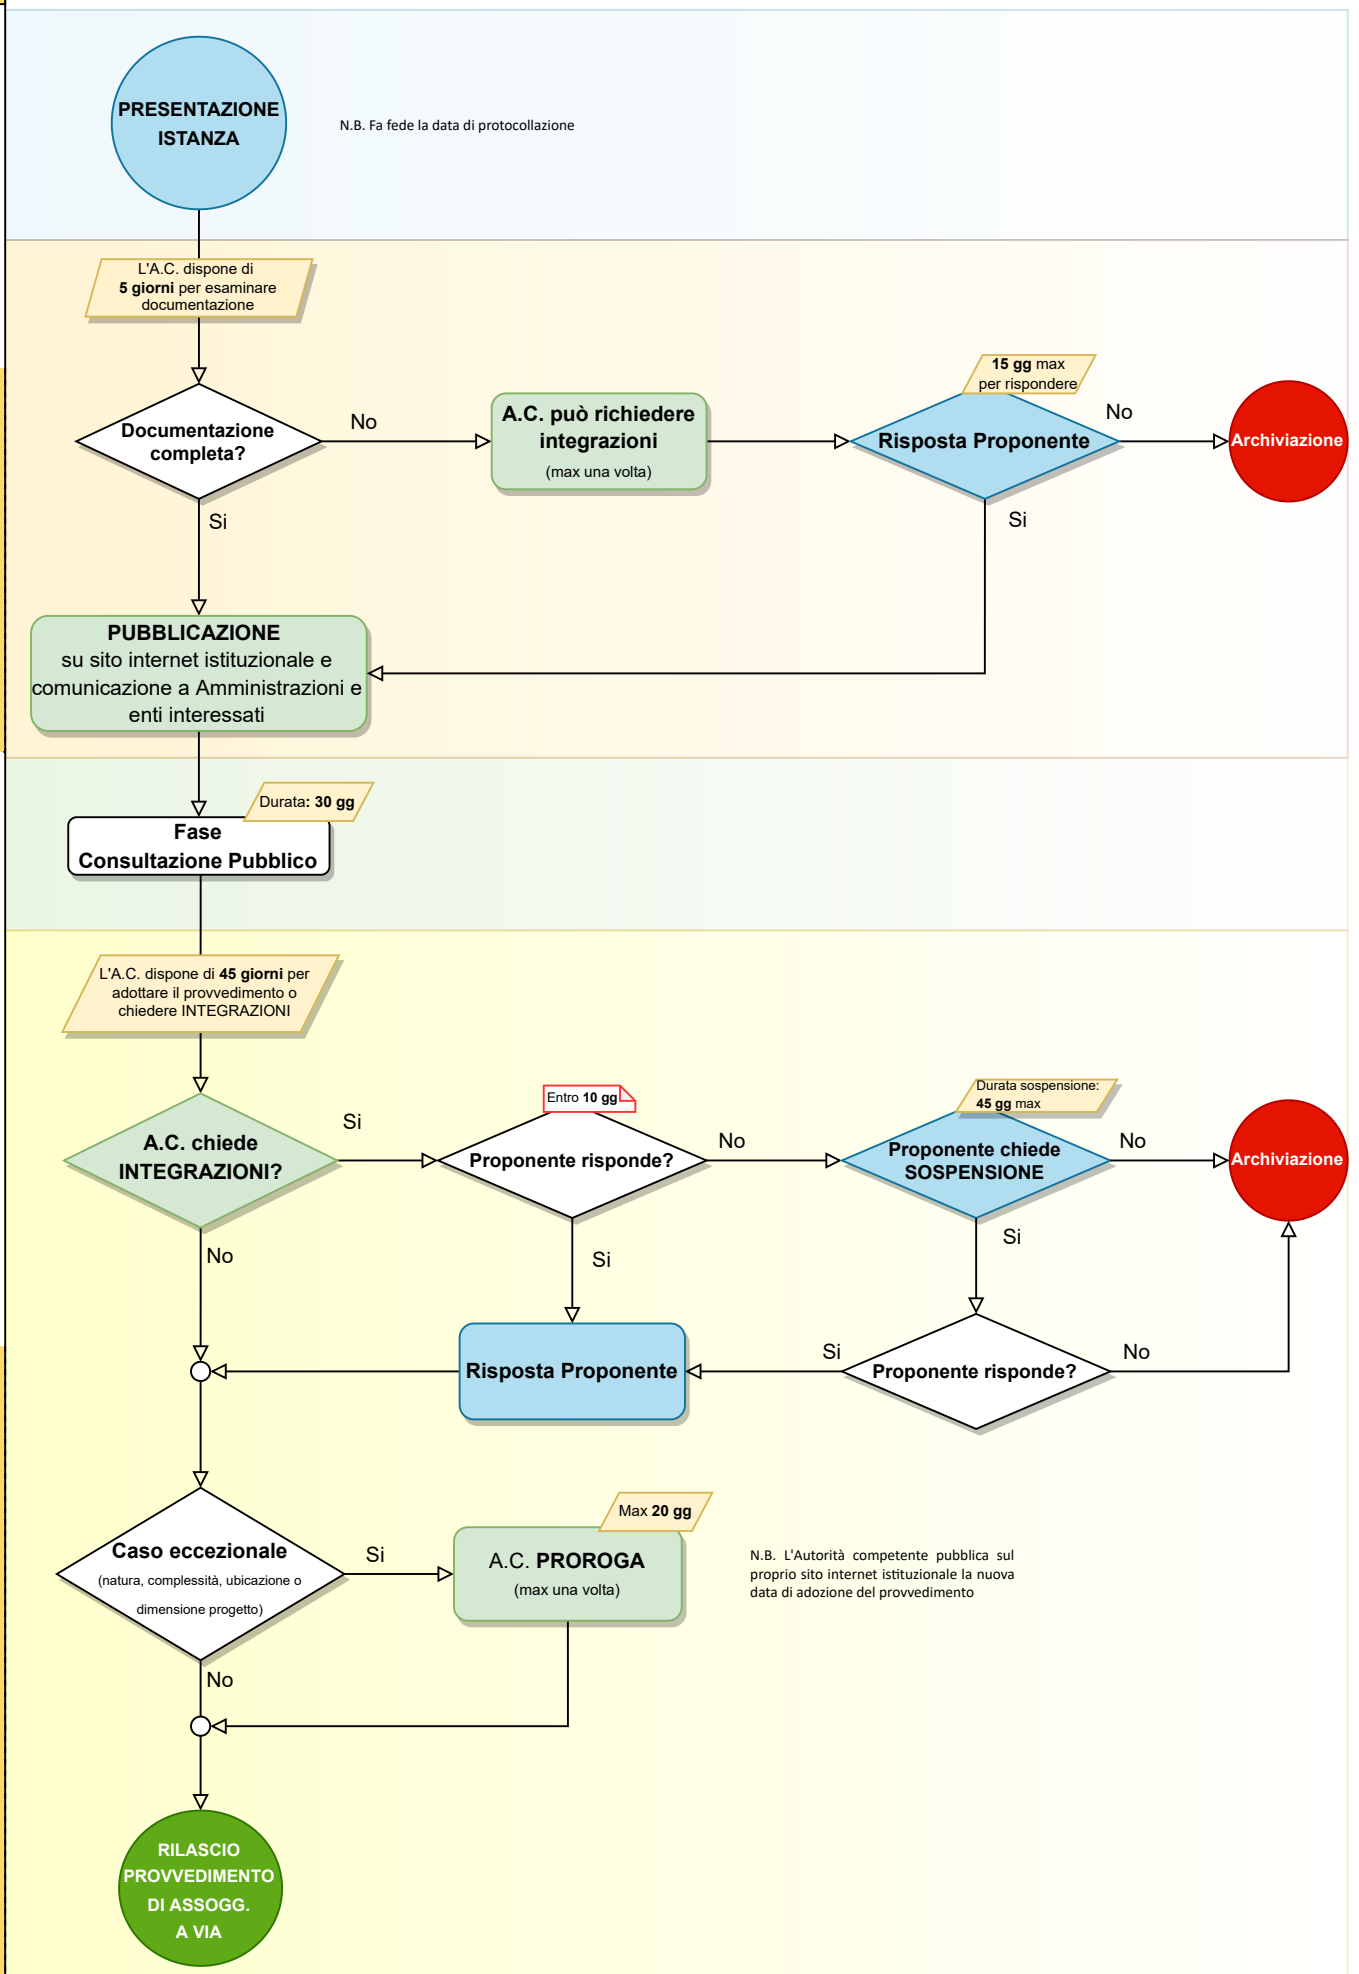 PRESENTAZIONE
ISTANZA
N.B. Fa fede la data di protocollazione
L'A.C. dispone di
5 giorni per esaminare
documentazione
Documentazione
completa?
No
A.C. può richiedere
integrazioni
(max una volta)
15 gg max
per rispondere
Risposta Proponente
No
Archiviazione
Si
Si
PUBBLICAZIONE
su sito internet istituzionale e
comunicazione a Amministrazioni e
enti interessati
Durata: 30 gg
Fase
Consultazione Pubblico
L'A.C. dispone di 45 giorni per
adottare il provvedimento o
chiedere INTEGRAZIONI
A.C. chiede
INTEGRAZIONI?
Si
Entro 10 gg
Proponente risponde?
No
Durata sospensione:
45 gg max
Proponente chiede
SOSPENSIONE
No
Archiviazione
No
Si
Si
Risposta Proponente
Si
Proponente risponde?
No
Caso eccezionale
(natura, complessità, ubicazione o
dimensione progetto)
Si
Max 20 gg
A.C. PROROGA
(max una volta)
N.B. L'Autorità competente pubblica sul
proprio sito internet istituzionale la nuova
data di adozione del provvedimento
No
RILASCIO
PROVVEDIMENTO
DI ASSOGG.
A VIA